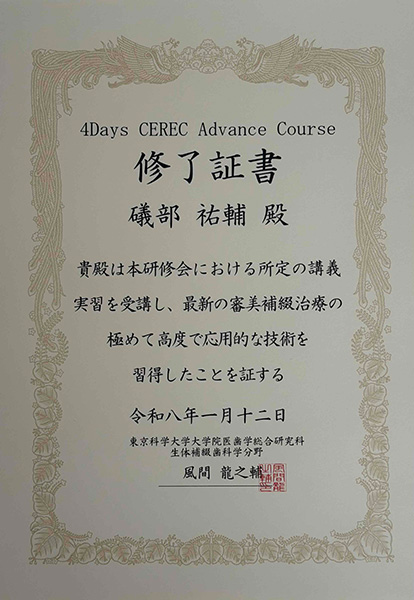 4Days CEREC Advance Course
修了証書
礒部 祐輔 殿
貴殿は本研修会における所定の講義
実習を受講し、最新の審美補綴治療の
極めて高度で応用的な技術を
習得したことを証する
令和八年一月十二日
東京科学大学大学院医歯学総合研究科
生体補綴歯科学分野
風間 龍之輔